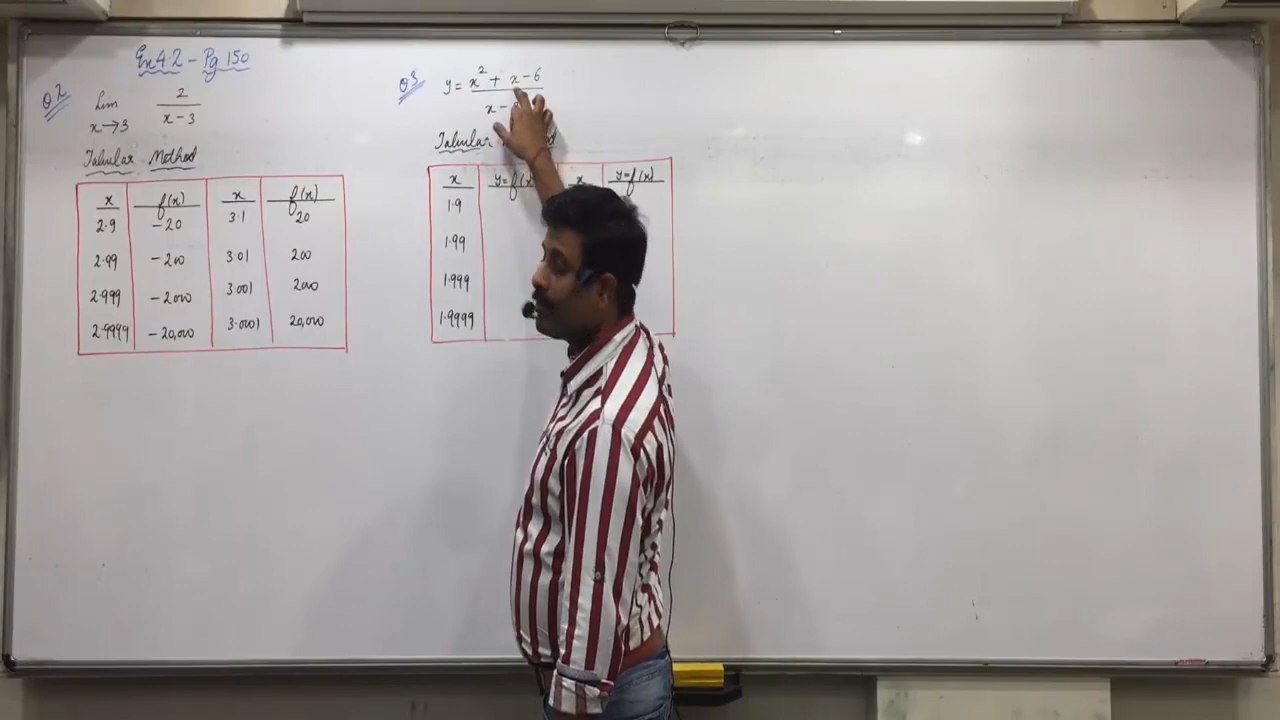 Ex 4.2 - Pg 150
Q2
Lim x→3 2/(x-3)
Tabular Method
x f(x) x f(x)
2.9 -20 3.1 20
2.99 -200 3.01 200
2.999 -2000 3.001 2000
2.9999 -20,000 3.0001 20,000
Q3
y = x² + x - 6
x -
Tabular
x y=f(x x y=f(x)
1.9
1.99
1.999
1.9999